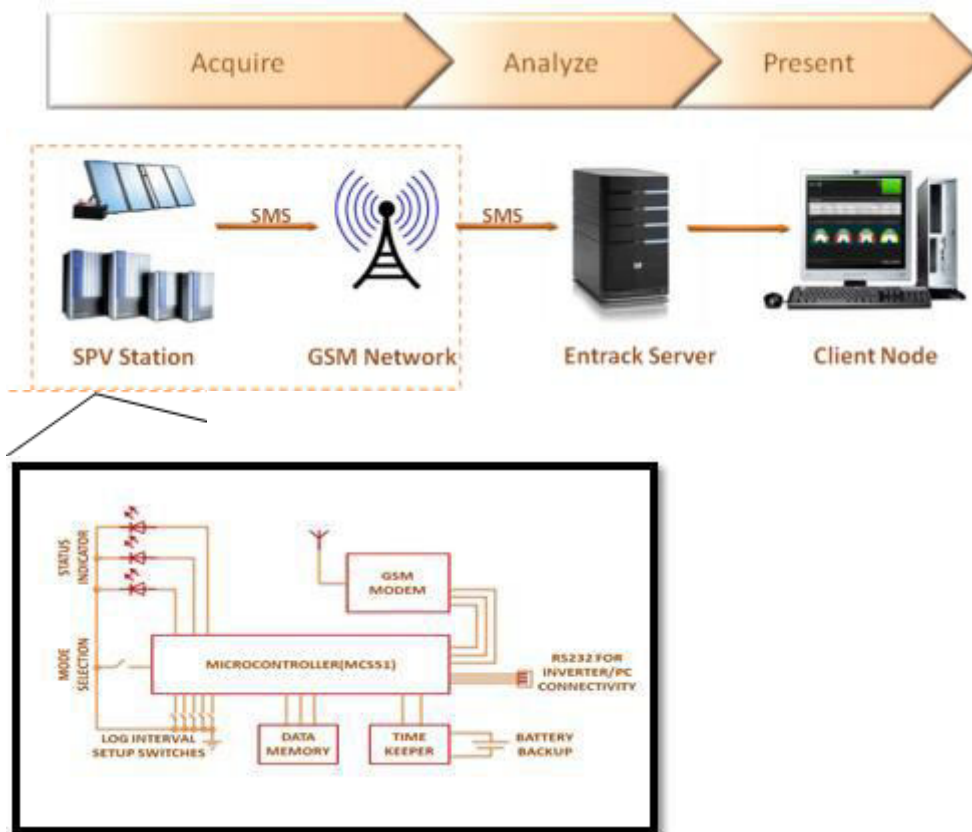 Acquire
Analyze
Present
SMS
SMS
SPV Station
GSM Network
Entrack Server
Client Node
STATUS
INDICATOR
MODE
SELECTION
GSM
MODEM
MICROCONTROLLER(MCS51)
RS232 FOR
INVERTER/PC
CONNECTIVITY
LOG INTERVAL
SETUP SWITCHES
DATA
MEMORY
TIME
KEEPER
BATTERY
BACKUP